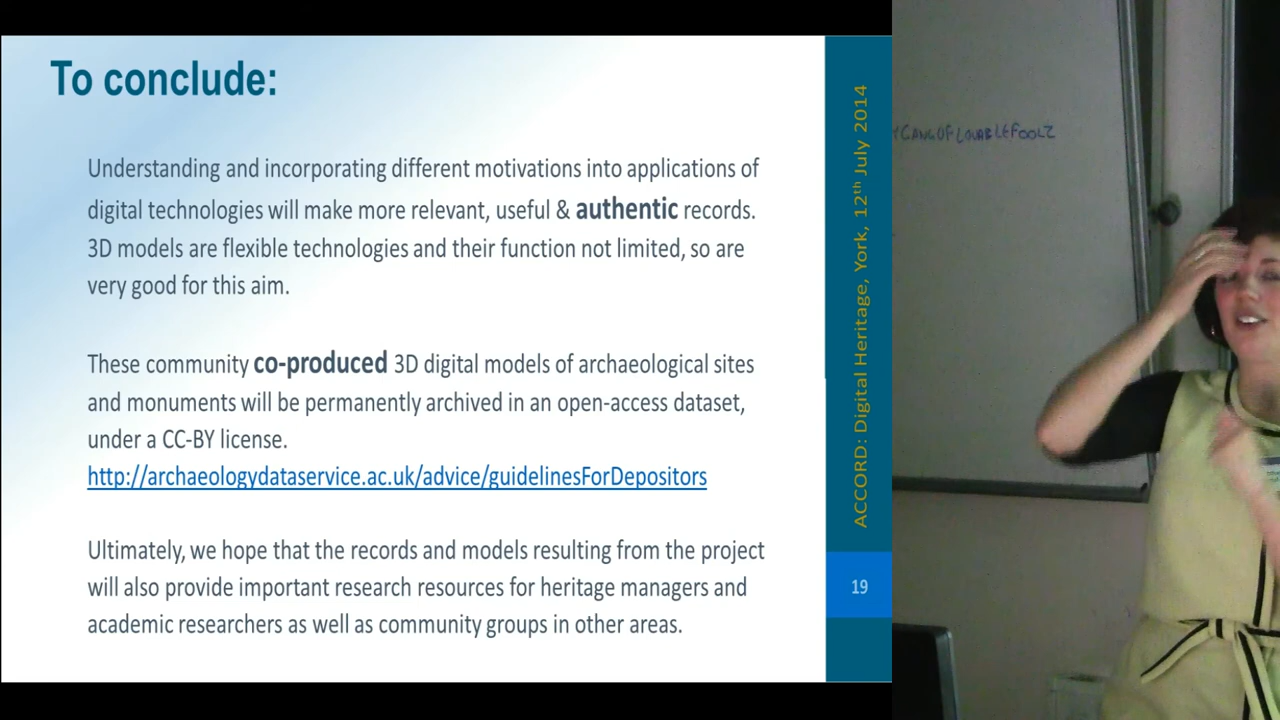 To conclude:
Understanding and incorporating different motivations into applications of
digital technologies will make more relevant, useful & authentic records.
3D models are flexible technologies and their function not limited, so are
very good for this aim.
These community co-produced 3D digital models of archaeological sites
and monuments will be permanently archived in an open-access dataset,
under a CC-BY license.
http://archaeologydataservice.ac.uk/advice/guidelinesForDepositors
Ultimately, we hope that the records and models resulting from the project
will also provide important research resources for heritage managers and
academic researchers as well as community groups in other areas.
ACCORD: Digital Heritage, York, 12th July 2014
19
YGANGOFLOVABLEFOOLZ